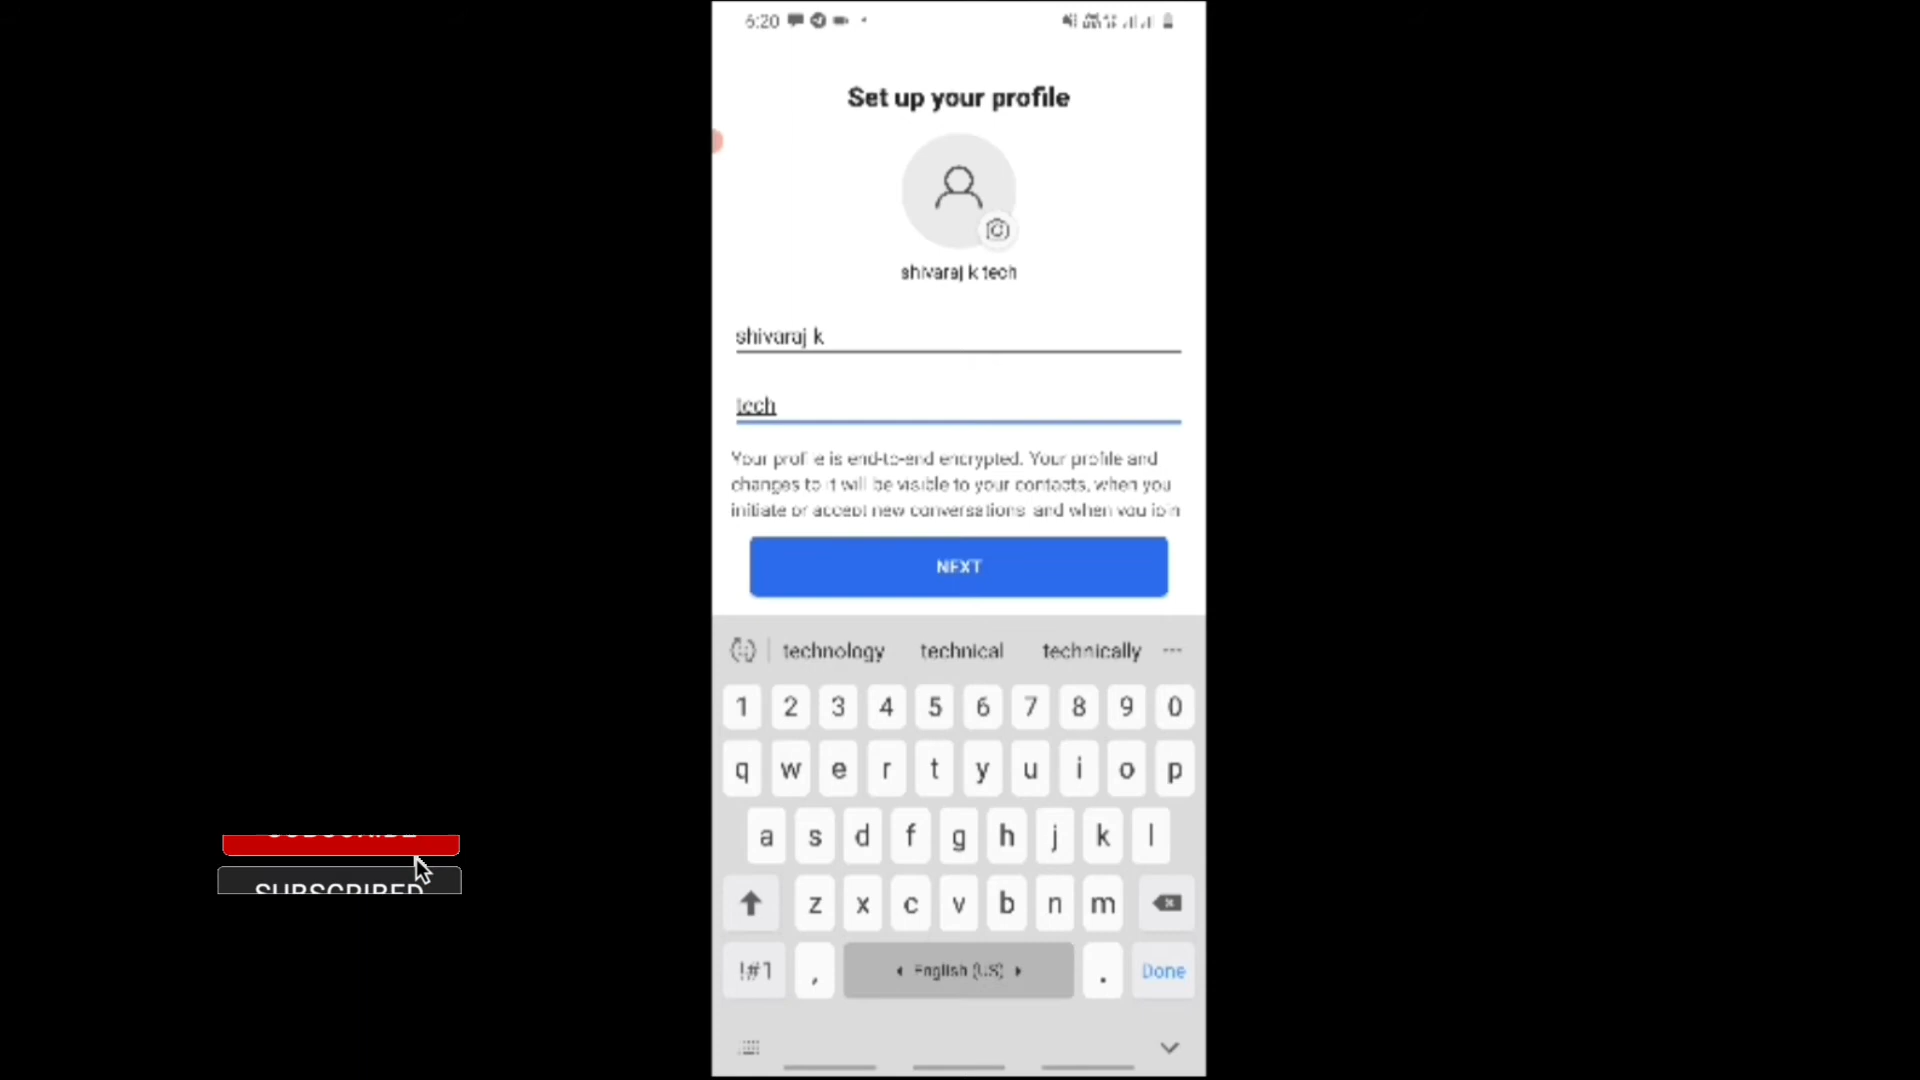 6:20
Set up your profile
shivaraj k tech
shivaraj k
tech
Your profile is end-to-end encrypted. Your profile and
changes to it will be visible to your contacts, when you
initiate or accept new conversations, and when you join
NEXT
technology technical technically
1 2 3 4 5 6 7 8 9 0
q w e r t y u i o p
a s d f g h j k l
z x c v b n m
!#1 , English (US) . Done
SUBSCRIBE
SUBSCRIBED